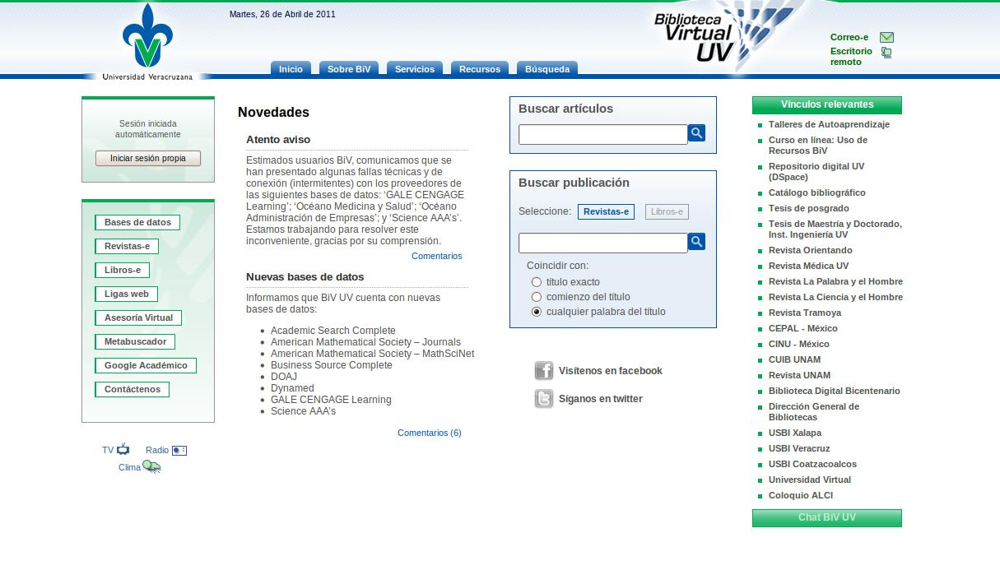 Martes, 26 de Abril de 2011
Biblioteca
Virtual
UV
Correo-e
Escritorio
remoto
Universidad Veracruzana
Inicio Sobre BiV Servicios Recursos Búsqueda
Sesión iniciada
automáticamente
Iniciar sesión propia
Bases de datos
Revistas-e
Libros-e
Ligas web
Asesoría Virtual
Metabuscador
Google Académico
Contáctenos
TV Radio
Clima
Novedades
Atento aviso
Estimados usuarios BiV, comunicamos que se
han presentado algunas fallas técnicas y de
conexión (intermitentes) con los proveedores de
las siguientes bases de datos: ‘GALE CENGAGE
Learning’; ‘Océano Medicina y Salud’; ‘Océano
Administración de Empresas’; y ‘Science AAA’s’.
Estamos trabajando para resolver este
inconveniente, gracias por su comprensión.
Comentarios
Nuevas bases de datos
Informamos que BiV UV cuenta con nuevas
bases de datos:
Academic Search Complete
American Mathematical Society – Journals
American Mathematical Society – MathSciNet
Business Source Complete
DOAJ
Dynamed
GALE CENGAGE Learning
Science AAA’s
Comentarios (6)
Buscar artículos
Buscar publicación
Seleccione: Revistas-e Libros-e
Coincidir con:
título exacto
comienzo del título
cualquier palabra del título
Visítenos en facebook
Síganos en twitter
Vínculos relevantes
Talleres de Autoaprendizaje
Curso en línea: Uso de
Recursos BiV
Repositorio digital UV
(DSpace)
Catálogo bibliográfico
Tesis de posgrado
Tesis de Maestría y Doctorado,
Inst. Ingeniería UV
Revista Orientando
Revista Médica UV
Revista La Palabra y el Hombre
Revista La Ciencia y el Hombre
Revista Tramoya
CEPAL - México
CINU - México
CUIB UNAM
Revista UNAM
Biblioteca Digital Bicentenario
Dirección General de
Bibliotecas
USBI Xalapa
USBI Veracruz
USBI Coatzacoalcos
Universidad Virtual
Coloquio ALCI
Chat BiV UV